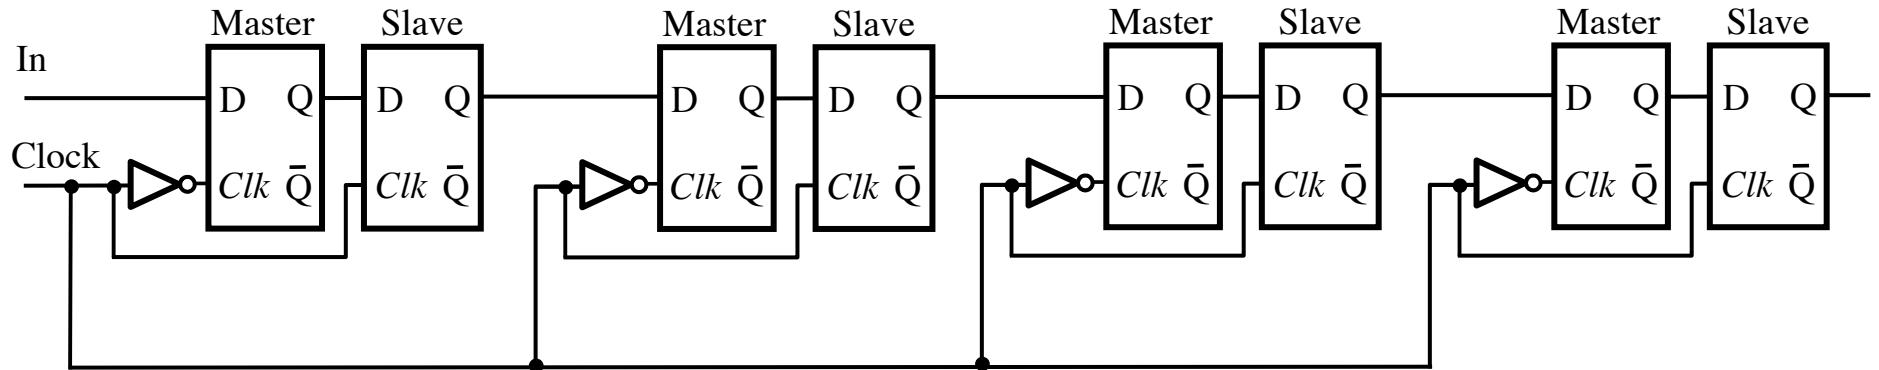 Master Slave Master Slave Master Slave Master Slave
In
D Q D Q D Q D Q D Q D Q D Q D Q
Clock
Clk Q̄ Clk Q̄ Clk Q̄ Clk Q̄ Clk Q̄ Clk Q̄ Clk Q̄ Clk Q̄